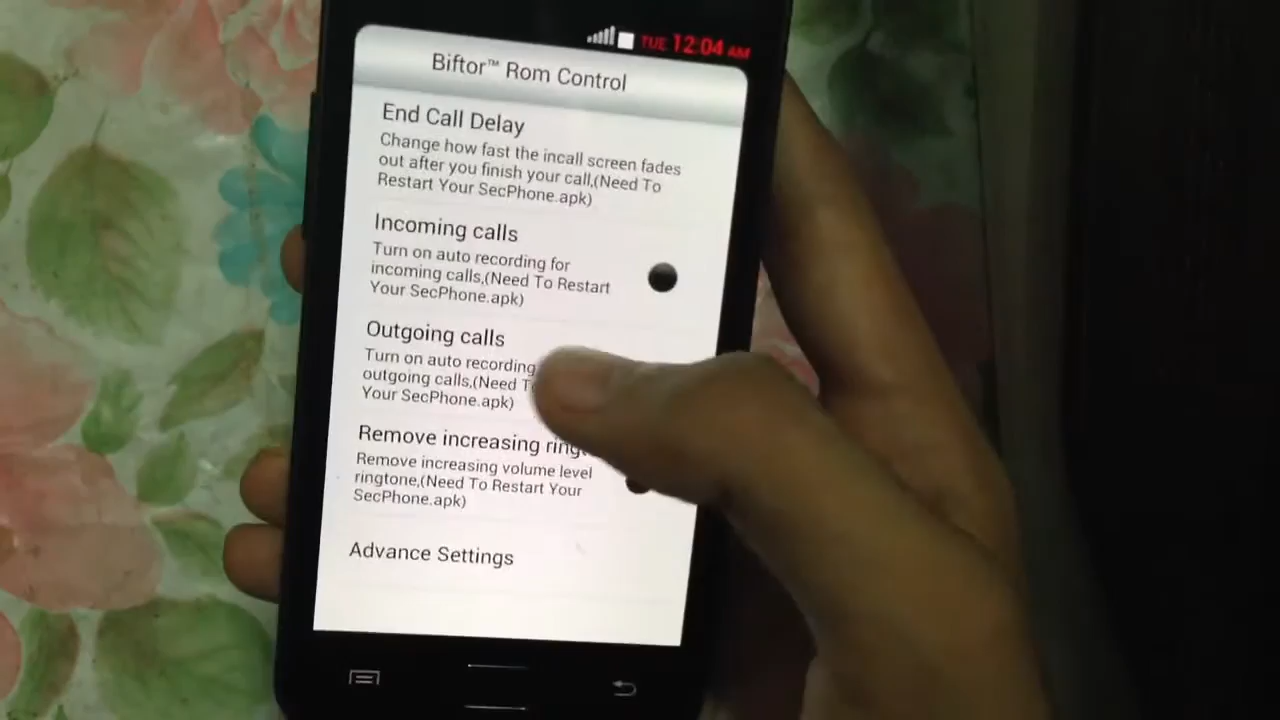 TUE 12:04 AM
Biftor™ Rom Control
End Call Delay
Change how fast the incall screen fades
out after you finish your call,(Need To
Restart Your SecPhone.apk)
Incoming calls
Turn on auto recording for
incoming calls,(Need To Restart
Your SecPhone.apk)
Outgoing calls
Turn on auto recording
outgoing calls,(Need
Your SecPhone.apk)
Remove increasing
Remove increasing volume level
ringtone,(Need To Restart Your
SecPhone.apk)
Advance Settings